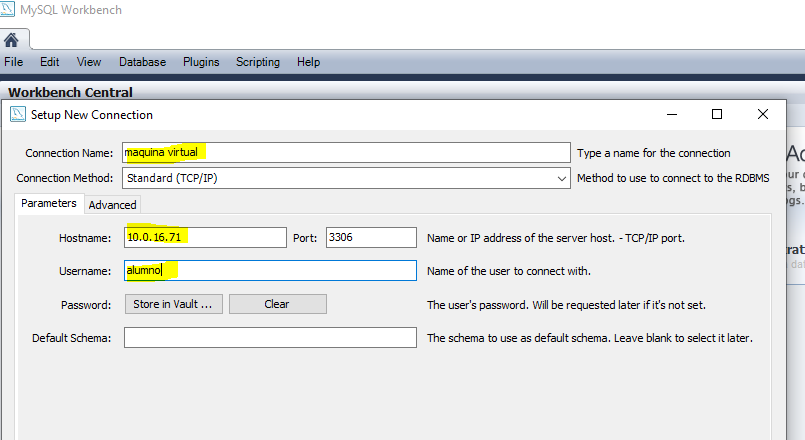 MySQL Workbench
File Edit View Database Plugins Scripting Help
Workbench Central
Setup New Connection
Connection Name: maquina virtual Type a name for the connection
Connection Method: Standard (TCP/IP) Method to use to connect to the RDBMS
Parameters Advanced
Hostname: 10.0.16.71 Port: 3306 Name or IP address of the server host. - TCP/IP port.
Username: alumno Name of the user to connect with.
Password: Store in Vault ... Clear The user's password. Will be requested later if it's not set.
Default Schema: The schema to use as default schema. Leave blank to select it later.